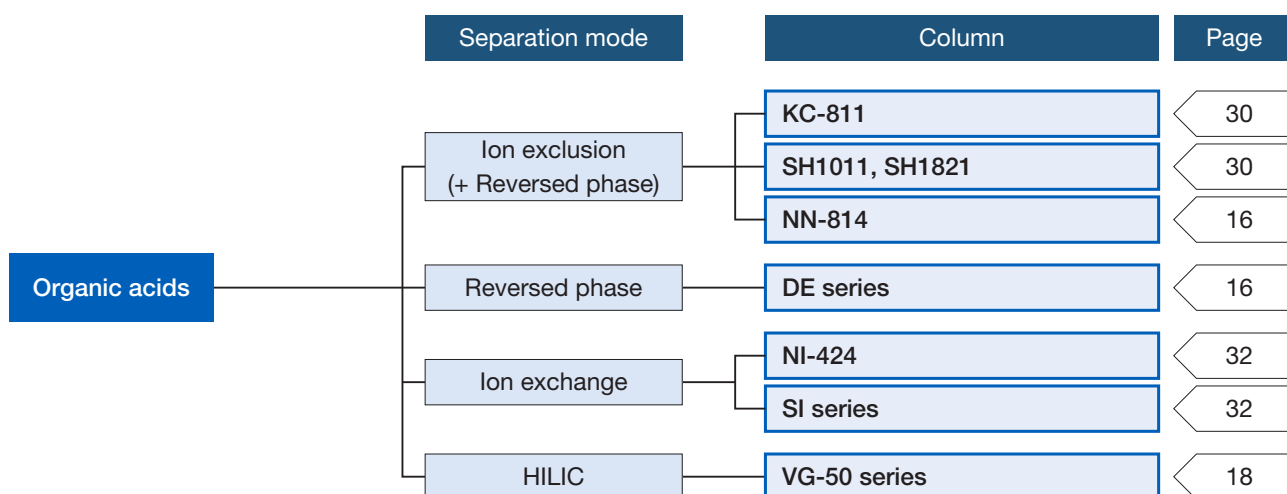 Separation mode
Column
Page
Organic acids
Ion exclusion
(+ Reversed phase)
KC-811
30
SH1011, SH1821
30
NN-814
16
Reversed phase
DE series
16
Ion exchange
NI-424
32
SI series
32
HILIC
VG-50 series
18